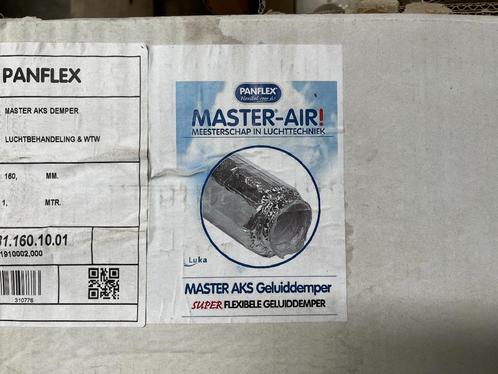 PANFLEX
MASTER AKS DEMPER
LUCHTBEHANDELING & WTW
160, MM.
1. MTR.
31.160.10.01
1910002,000
310776
PANFLEX
MASTER-AIR!
MEESTERSCHAP IN LUCHTTECHNIEK
Luka
MASTER AKS Geluiddemper
SUPER FLEXIBELE GELUIDDEMPER